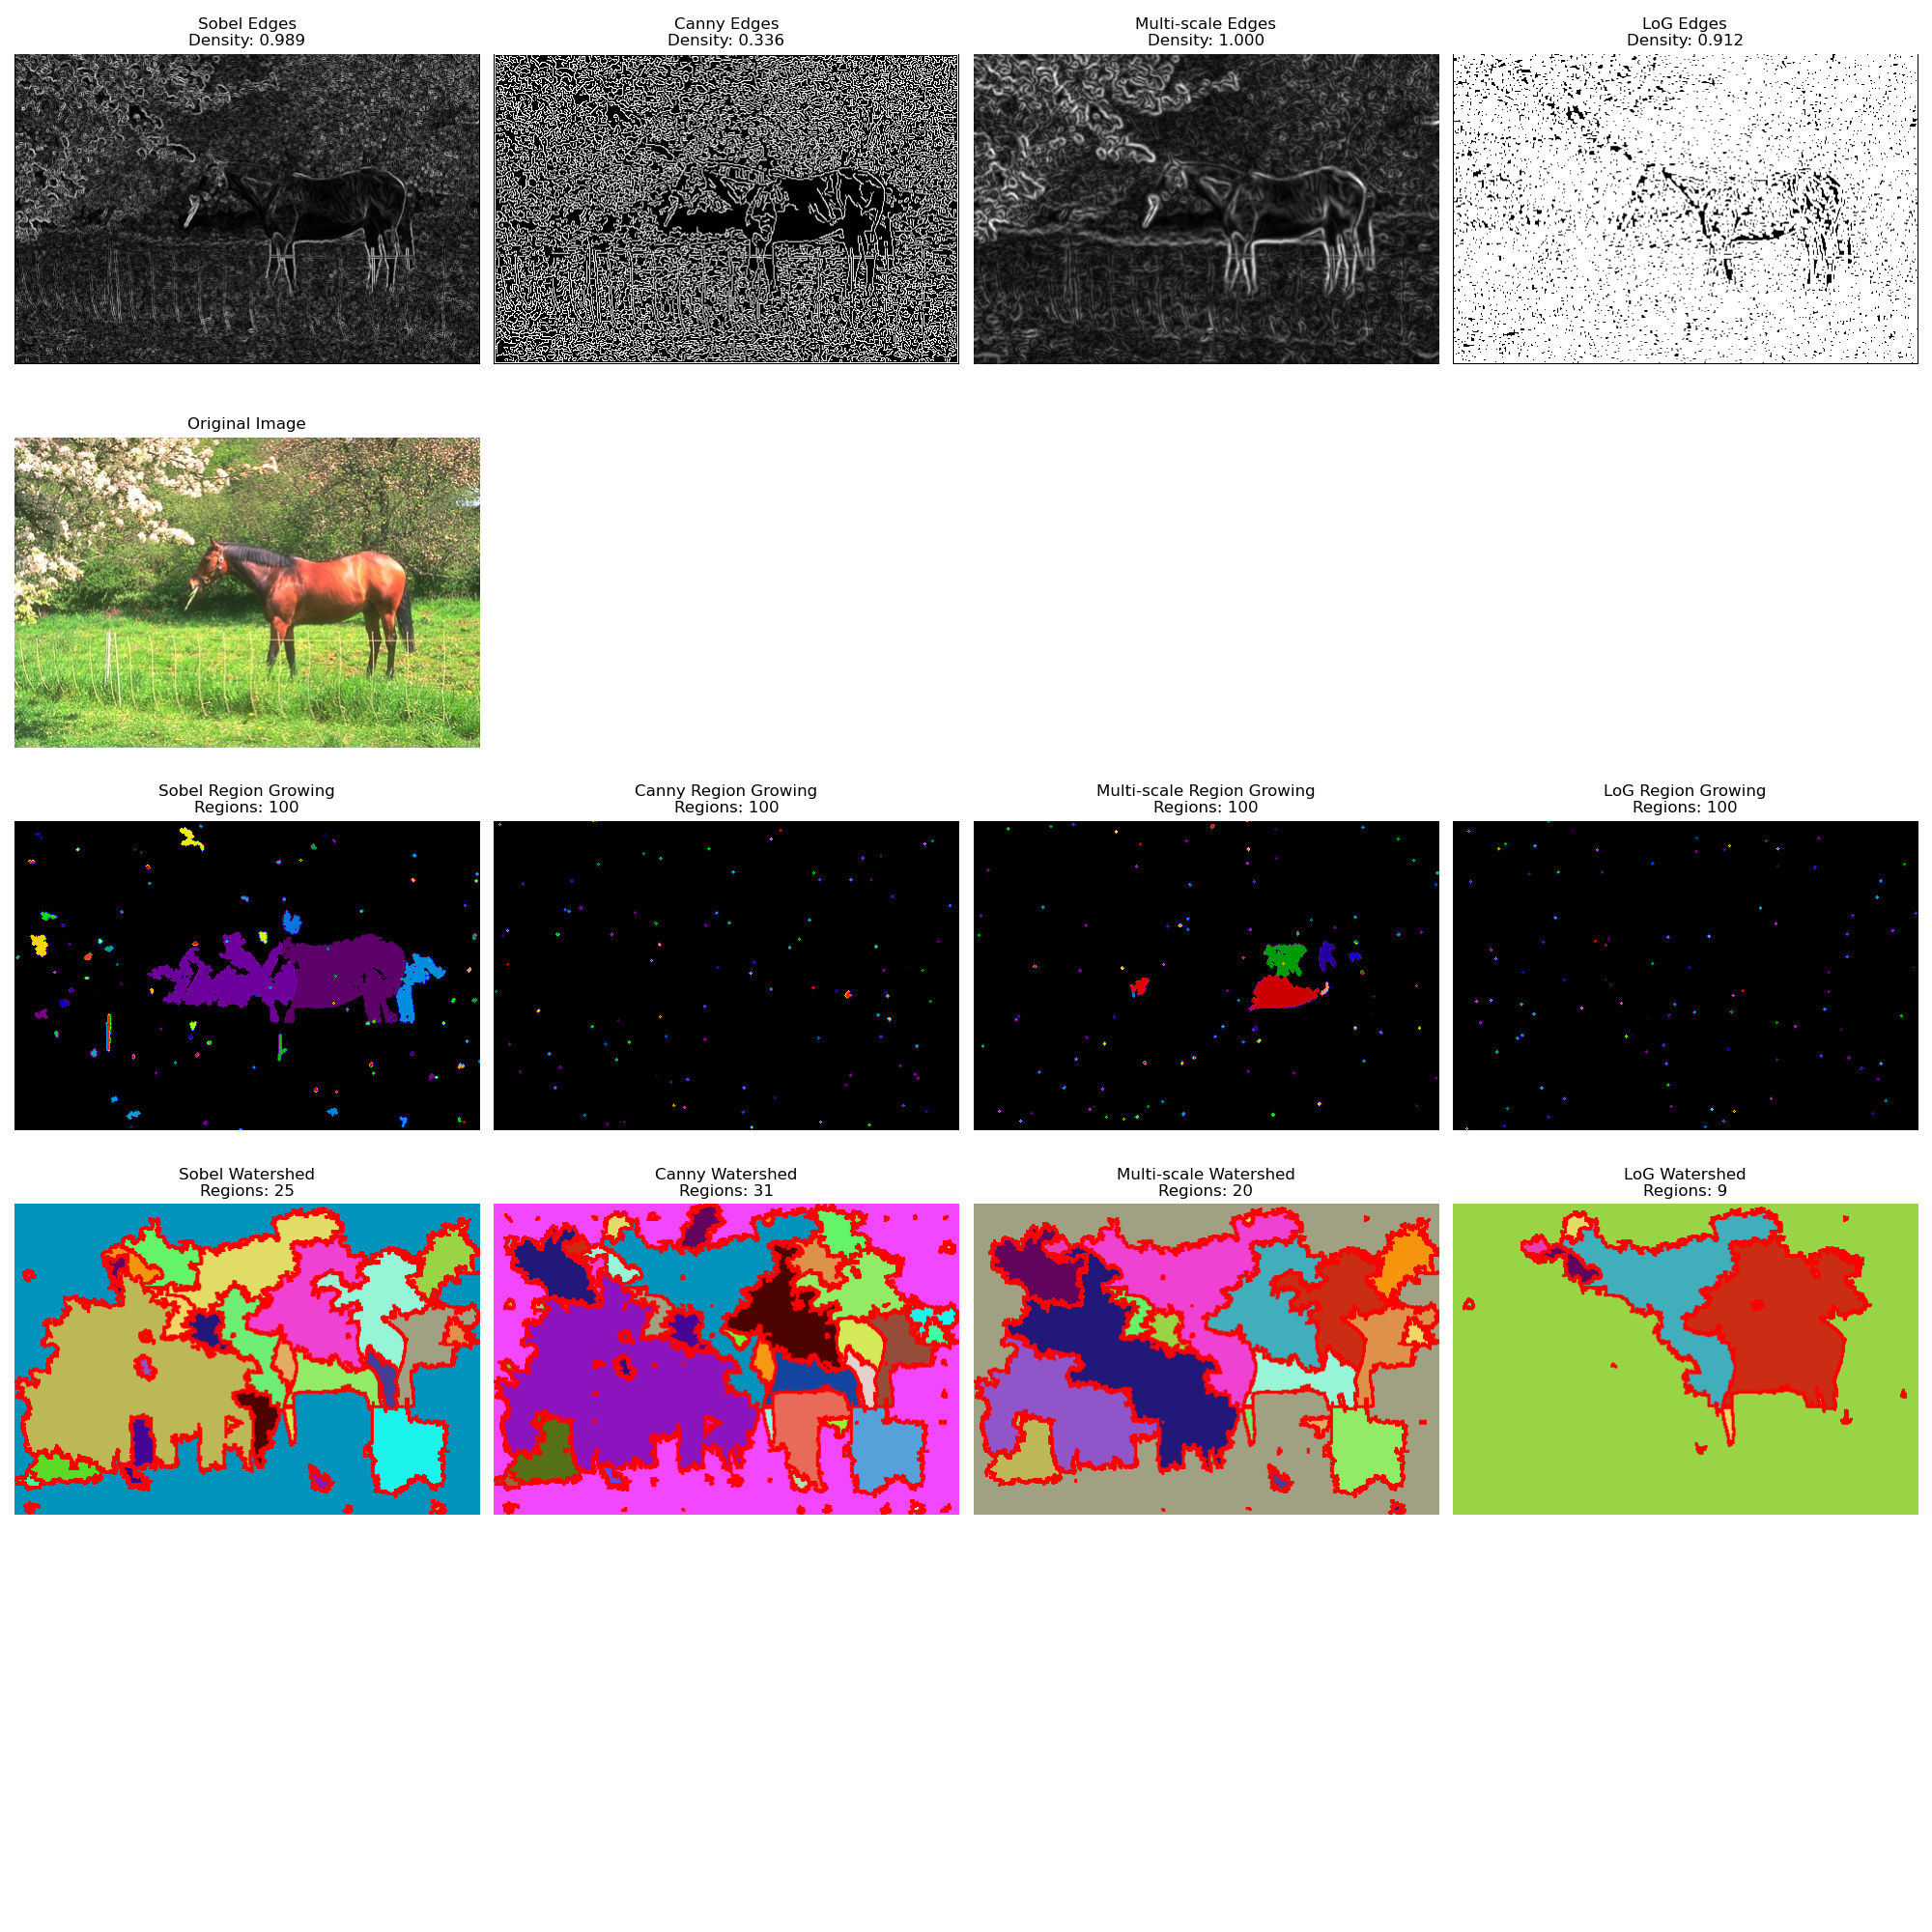 Sobel Edges
Density: 0.989
Canny Edges
Density: 0.336
Multi-scale Edges
Density: 1.000
LoG Edges
Density: 0.912
Original Image
Sobel Region Growing
Regions: 100
Canny Region Growing
Regions: 100
Multi-scale Region Growing
Regions: 100
LoG Region Growing
Regions: 100
Sobel Watershed
Regions: 25
Canny Watershed
Regions: 31
Multi-scale Watershed
Regions: 20
LoG Watershed
Regions: 9